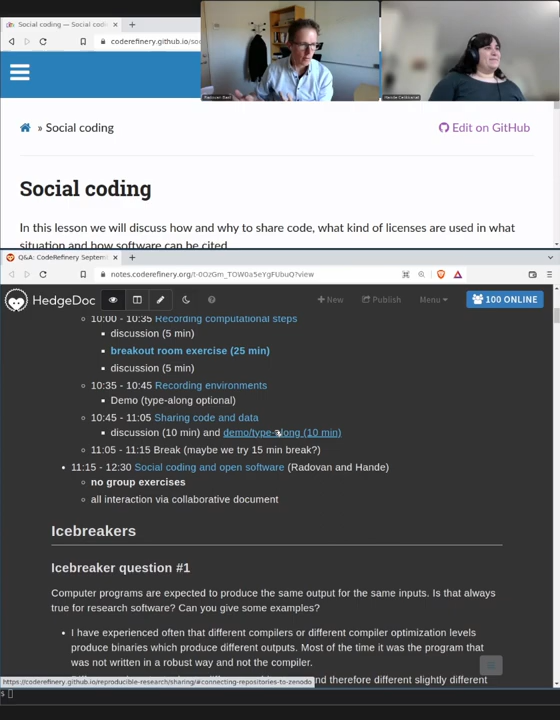 Social coding — Social codi
coderefinery.github.io/so
Radovan Bast
Hande Celikkanat
» Social coding
Edit on GitHub
Social coding
In this lesson we will discuss how and why to share code, what kind of licenses are used in what
situation and how software can be cited
Q&A: CodeRefinery Septemb
notes.coderefinery.org
?view
HedgeDoc
New
Publish
Menu
100 ONLINE
10:00 - 10:35 Recording computational steps
discussion (5 min)
breakout room exercise (25 min)
discussion (5 min)
10:35 - 10:45 Recording environments
Demo (type-along optional)
10:45 - 11:05 Sharing code and data
discussion (10 min) and demo/type-along (10 min)
11:05 - 11:15 Break (maybe we try 15 min break?)
11:15 - 12:30 Social coding and open software (Radovan and Hande)
no group exercises
all interaction via collaborative document
Icebreakers
Icebreaker question #1
Computer programs are expected to produce the same output for the same inputs. Is that always
true for research software? Can you give some examples?
I have experienced often that different compilers or different compiler optimization levels
produce binaries which produce different outputs. Most of the time it was the program that
was not written in a robust way and not the compiler.
nd therefore different slightly different
https://coderefinery.github.io/reproducible-research/sharing/#connecting-repositories-to-zenodo
s